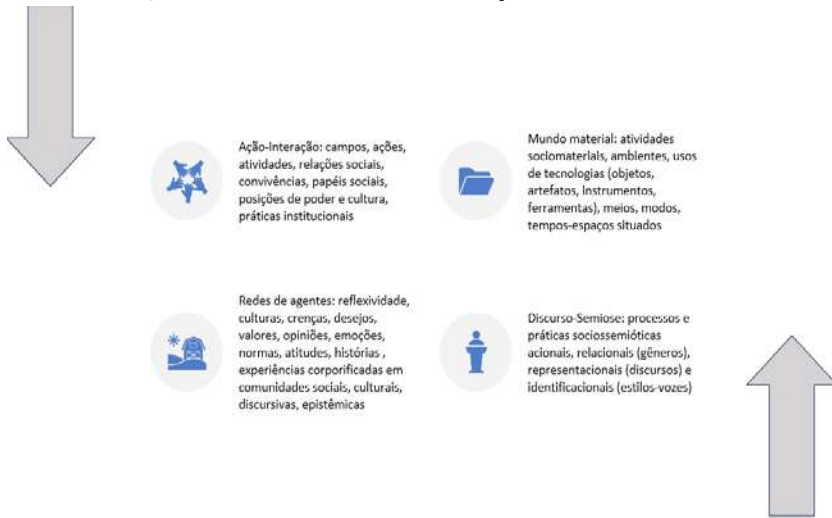 Ação-Interação: campos, ações,
atividades, relações sociais,
convivências, papéis sociais,
posições de poder e cultura,
práticas institucionais
Mundo material: atividades
sociomateriais, ambientes, usos
de tecnologias (objetos,
artefatos, instrumentos,
ferramentas), meios, modos,
tempos-espaços situados
Redes de agentes: reflexividade,
culturas, crenças, desejos,
valores, opiniões, emoções,
normas, atitudes, histórias ,
experiências corporificadas em
comunidades sociais, culturais,
discursivas, epistêmicas
Discurso-Semiose: processos e
práticas sociossemióticas
acionais, relacionais (gêneros),
representacionais (discursos) e
identificacionais (estilos-vozes)